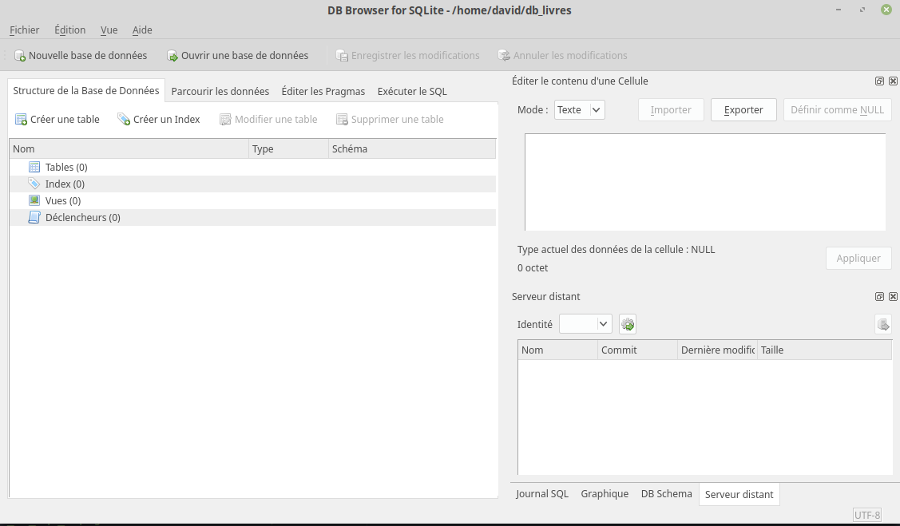 DB Browser for SQLite - /home/david/db_livres
Fichier Édition Vue Aide
Nouvelle base de données Ouvrir une base de données Enregistrer les modifications Annuler les modifications
Structure de la Base de Données Parcourir les données Éditer les Pragmas Exécuter le SQL
Créer une table Créer un Index Modifier une table Supprimer une table
Nom Type Schéma
Tables (0)
Index (0)
Vues (0)
Déclencheurs (0)
Éditer le contenu d'une Cellule
Mode : Texte Importer Exporter Définir comme NULL
Type actuel des données de la cellule : NULL
0 octet
Appliquer
Serveur distant
Identité
Nom Commit Dernière modific Taille
Journal SQL Graphique DB Schema Serveur distant
UTF-8